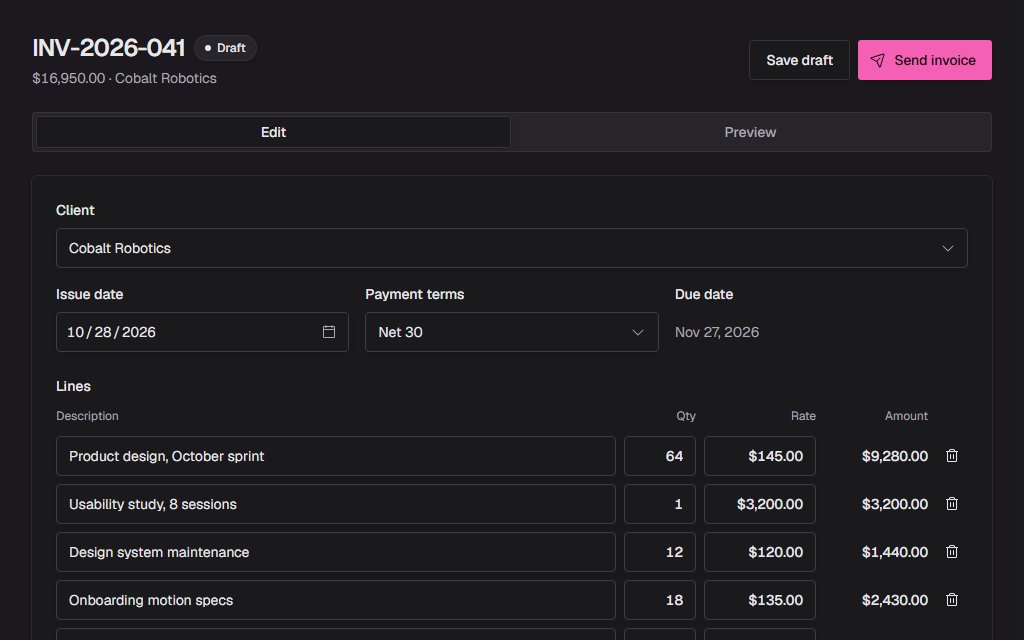 INV-2026-041 Draft
$16,950.00 · Cobalt Robotics
Save draft
Send invoice
Edit
Preview
Client
Cobalt Robotics
Issue date Payment terms Due date
10/28/2026 Net 30 Nov 27, 2026
Lines
Description Qty Rate Amount
Product design, October sprint 64 $145.00 $9,280.00
Usability study, 8 sessions 1 $3,200.00 $3,200.00
Design system maintenance 12 $120.00 $1,440.00
Onboarding motion specs 18 $135.00 $2,430.00